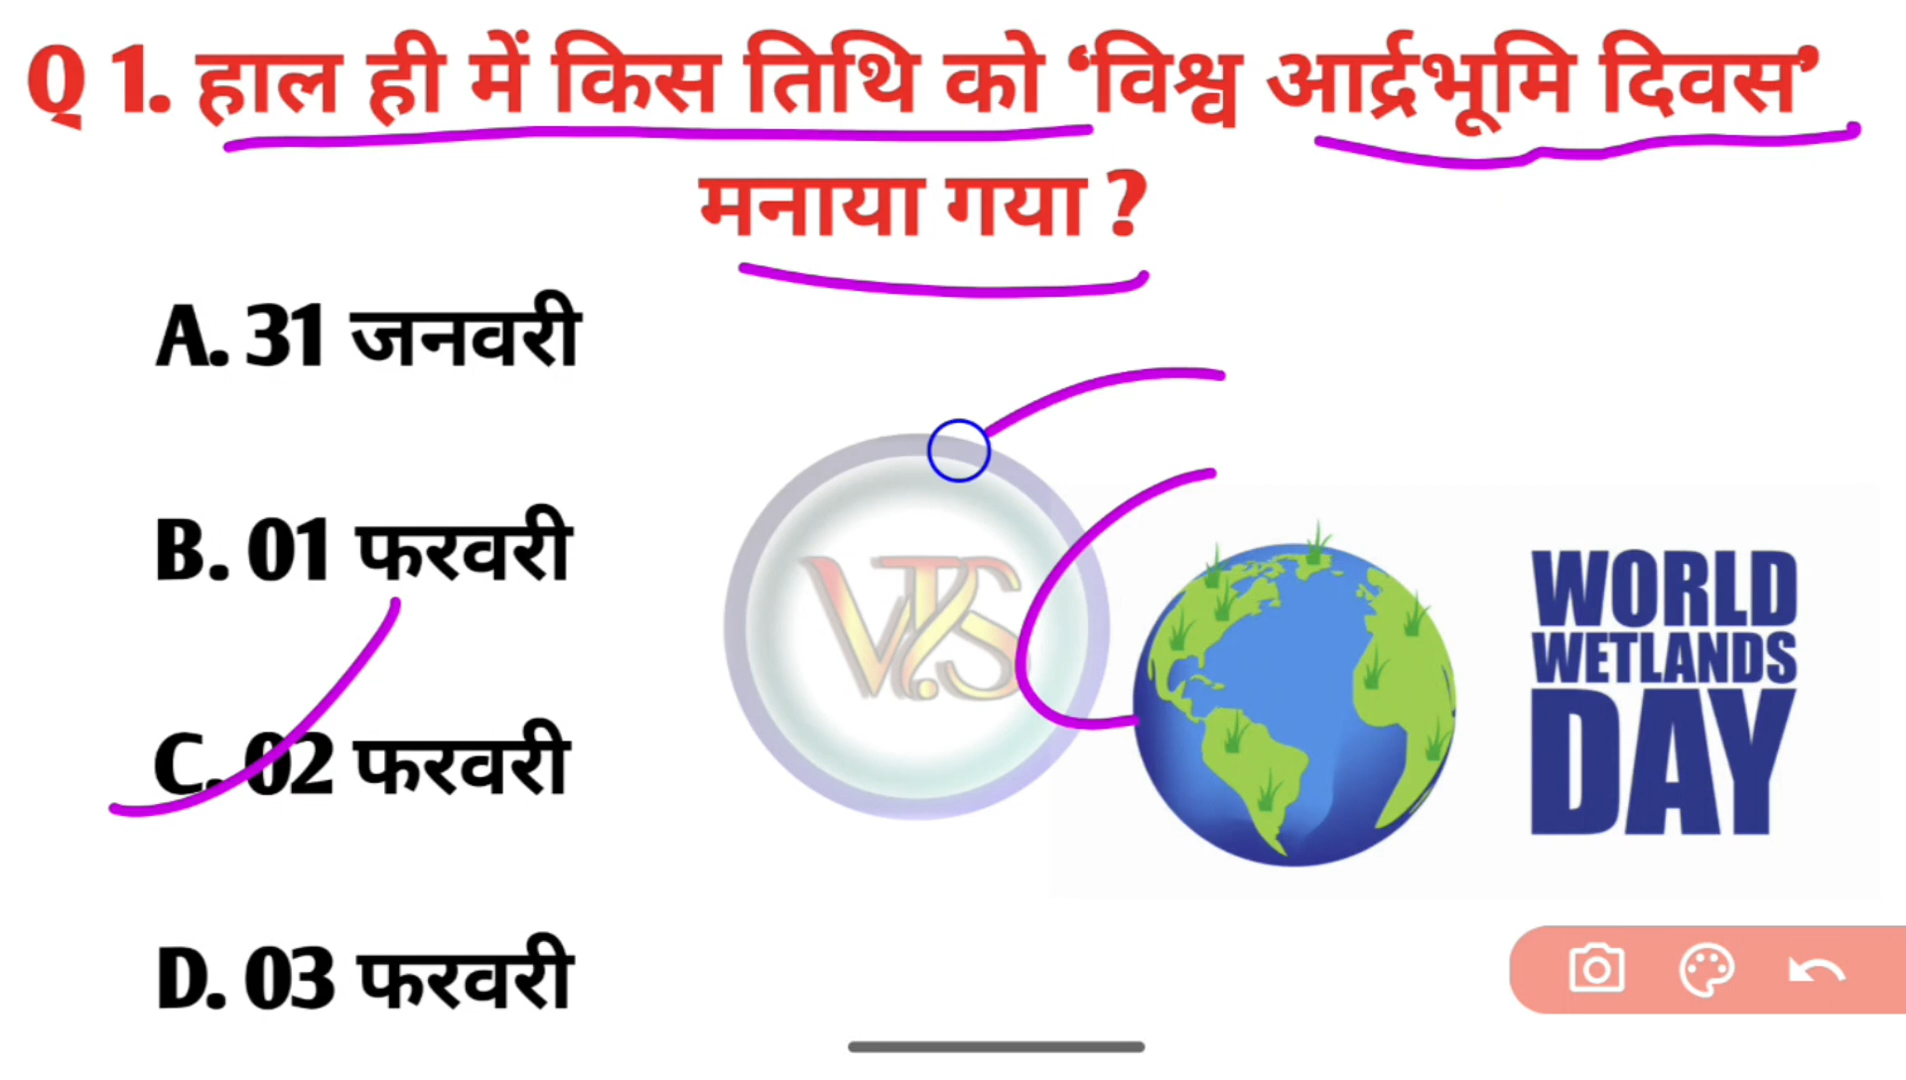 Q 1. हाल ही में किस तिथि को ‘विश्व आर्द्रभूमि दिवस’
मनाया गया ?
A. 31 जनवरी
B. 01 फरवरी
C. 02 फरवरी
D. 03 फरवरी
V.T.S
WORLD
WETLANDS
DAY